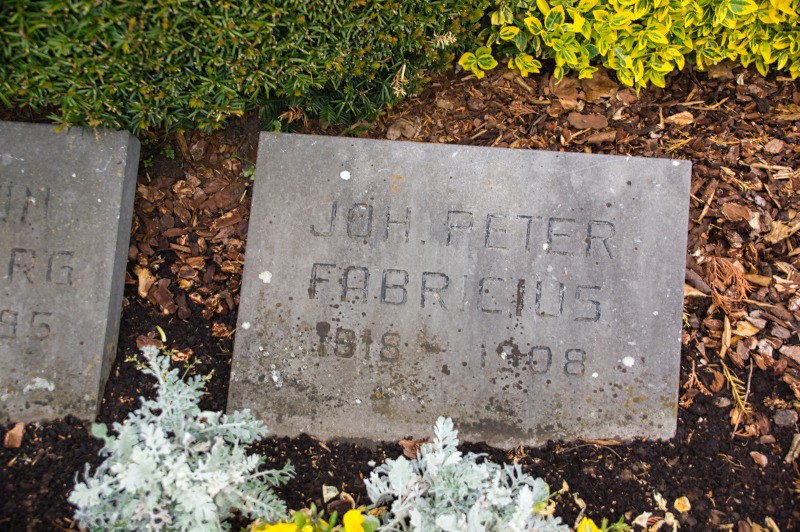 JOH. PETER
FABRICIUS
1818 - 1908